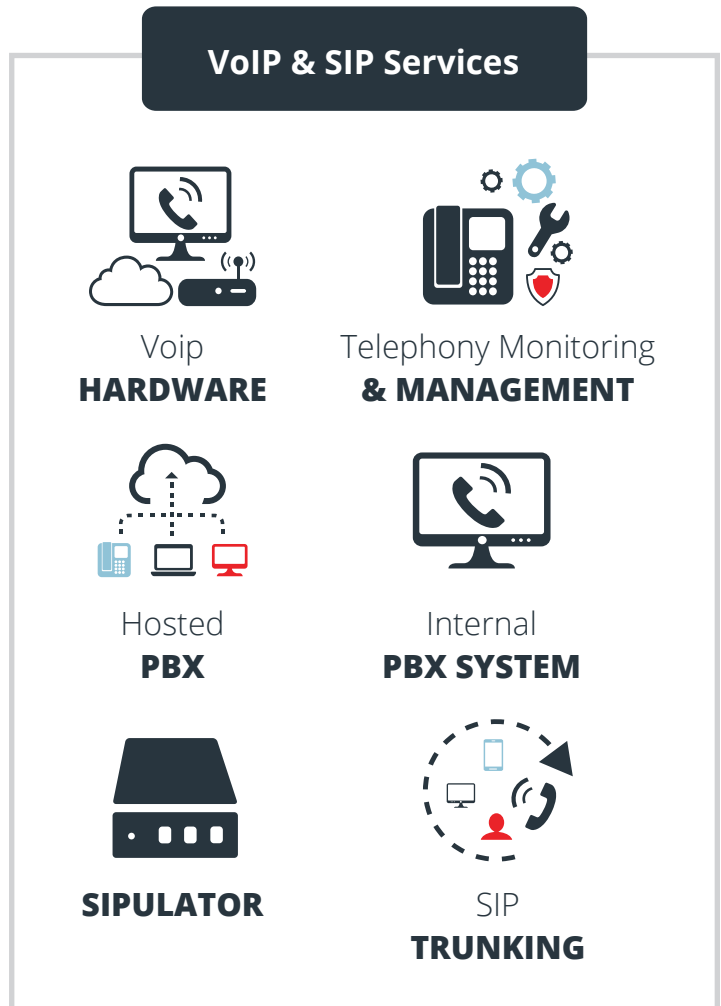 VoIP & SIP Services
Voip
HARDWARE
Telephony Monitoring
& MANAGEMENT
Hosted
PBX
Internal
PBX SYSTEM
SIPULATOR
SIP
TRUNKING